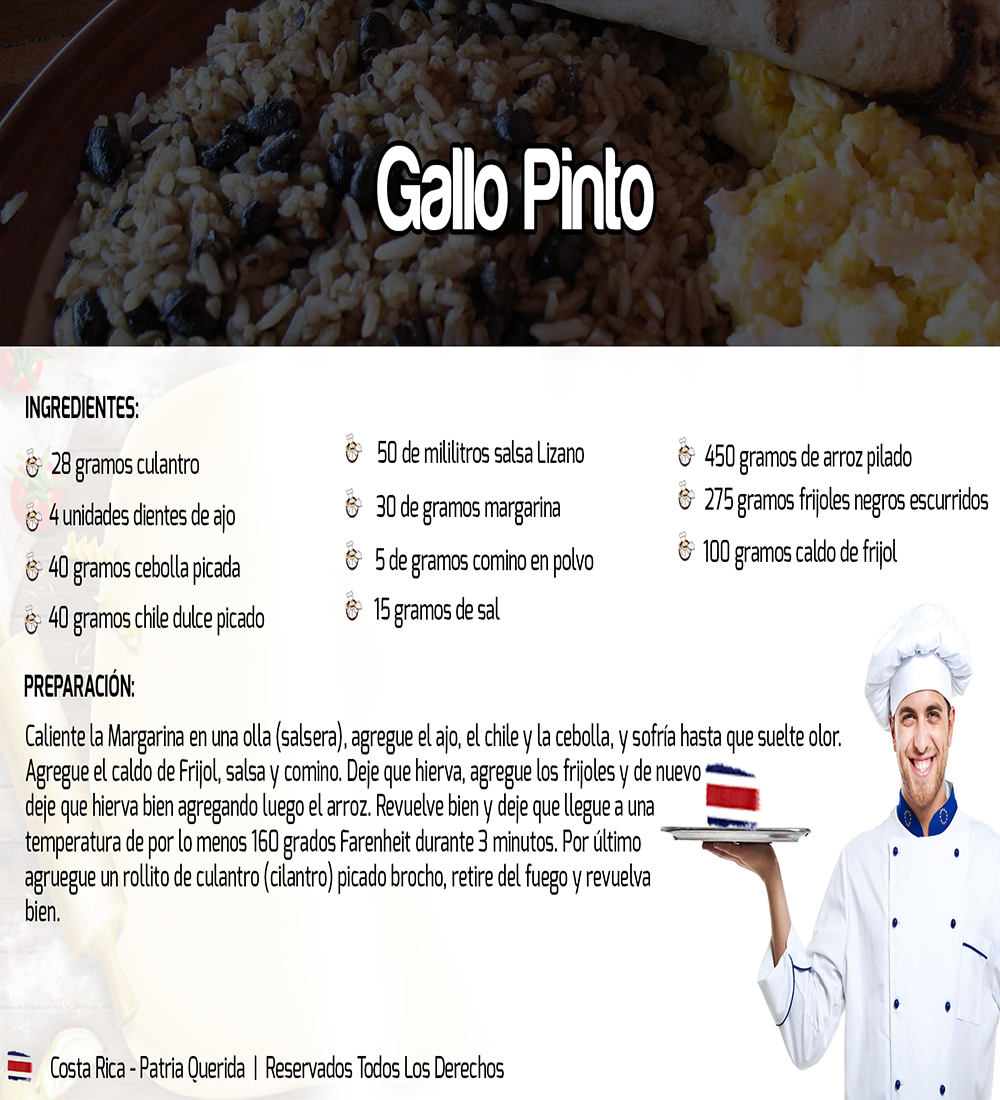 Gallo Pinto
INGREDIENTES:
28 gramos culantro
4 unidades dientes de ajo
40 gramos cebolla picada
40 gramos chile dulce picado
50 de mililitros salsa Lizano
30 de gramos margarina
5 de gramos comino en polvo
15 gramos de sal
450 gramos de arroz pilado
275 gramos frijoles negros escurridos
100 gramos caldo de frijol
PREPARACIÓN:
Caliente la Margarina en una olla (salsera), agregue el ajo, el chile y la cebolla, y sofría hasta que suelte olor.
Agregue el caldo de Frijol, salsa y comino. Deje que hierva, agregue los frijoles y de nuevo
deje que hierva bien agregando luego el arroz. Revuelve bien y deje que llegue a una
temperatura de por lo menos 160 grados Farenheit durante 3 minutos. Por último
agruegue un rollito de culantro (cilantro) picado brocho, retire del fuego y revuelva
bien.
Costa Rica - Patria Querida | Reservados Todos Los Derechos